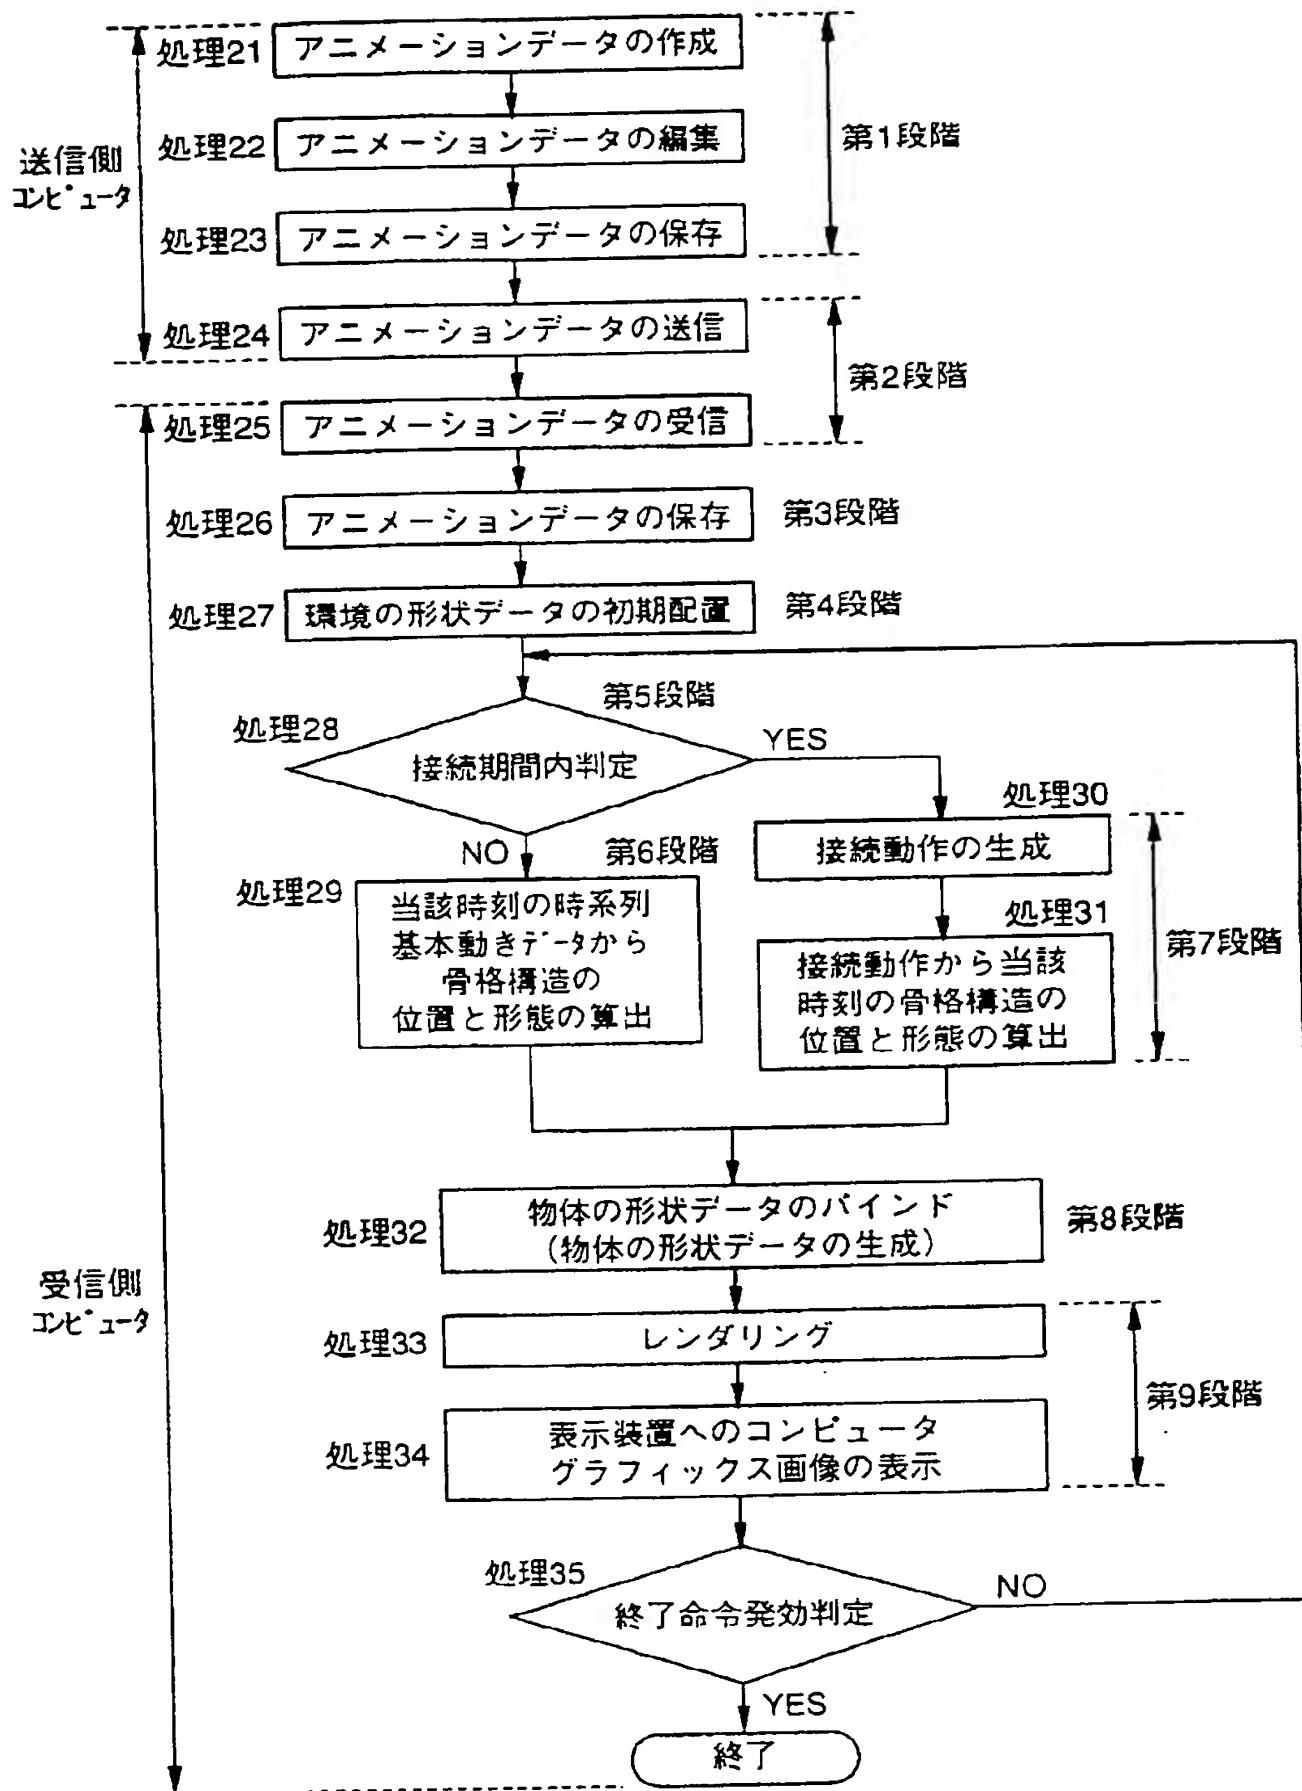 処理21
アニメーションデータの作成
処理22
アニメーションデータの編集
第1段階
送信側
コンピュータ
処理23
アニメーションデータの保存
処理24
アニメーションデータの送信
第2段階
処理25
アニメーションデータの受信
処理26
アニメーションデータの保存
第3段階
処理27
環境の形状データの初期配置
第4段階
第5段階
処理28
接続期間内判定
YES
NO
第6段階
処理29
当該時刻の時系列
基本動きデータから
骨格構造の
位置と形態の算出
処理30
接続動作の生成
処理31
接続動作から当該
時刻の骨格構造の
位置と形態の算出
第7段階
処理32
物体の形状データのバインド
(物体の形状データの生成)
第8段階
受信側
コンピュータ
処理33
レンダリング
第9段階
処理34
表示装置へのコンピュータ
グラフィックス画像の表示
処理35
終了命令発効判定
NO
YES
終了